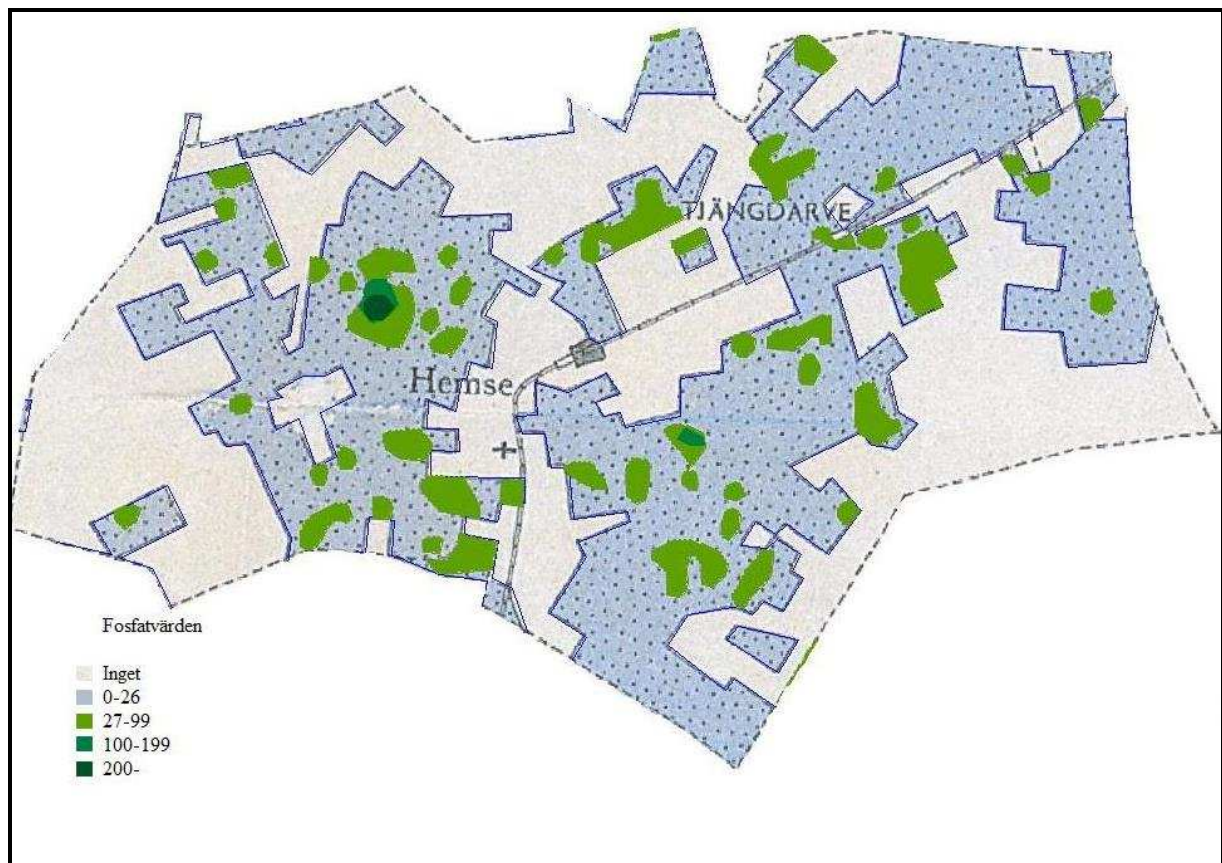 TJÄNGDARVE
Hemse
Fosfatvärden
Inget
0-26
27-99
100-199
200-